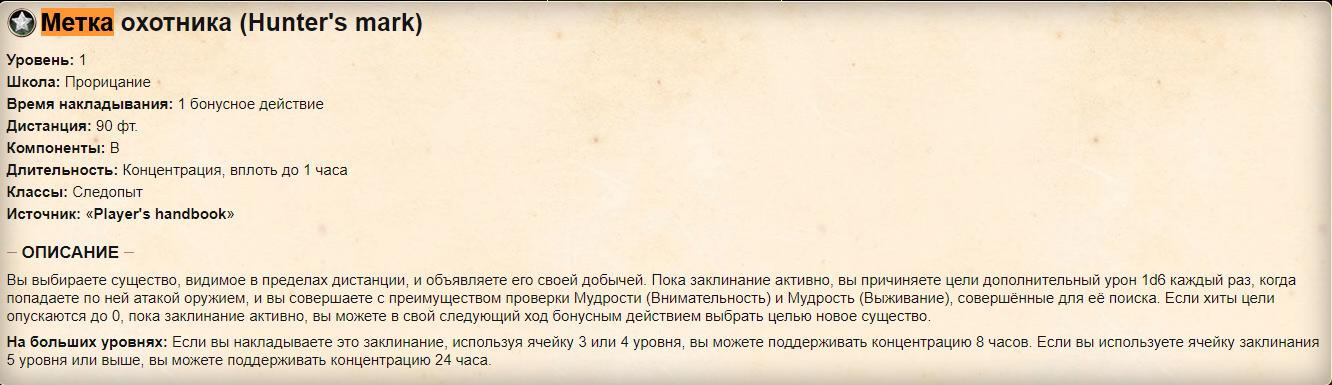 Метка охотника (Hunter's mark)
Уровень: 1
Школа: Прорицание
Время накладывания: 1 бонусное действие
Дистанция: 90 фт.
Компоненты: В
Длительность: Концентрация, вплоть до 1 часа
Классы: Следопыт
Источник: «Player's handbook»
– ОПИСАНИЕ –
Вы выбираете существо, видимое в пределах дистанции, и объявляете его своей добычей. Пока заклинание активно, вы причиняете цели дополнительный урон 1d6 каждый раз, когда
попадаете по ней атакой оружием, и вы совершаете с преимуществом проверки Мудрости (Внимательность) и Мудрость (Выживание), совершённые для её поиска. Если хиты цели
опускаются до 0, пока заклинание активно, вы можете в свой следующий ход бонусным действием выбрать целью новое существо.
На больших уровнях: Если вы накладываете это заклинание, используя ячейку 3 или 4 уровня, вы можете поддерживать концентрацию 8 часов. Если вы используете ячейку заклинания
5 уровня или выше, вы можете поддерживать концентрацию 24 часа.